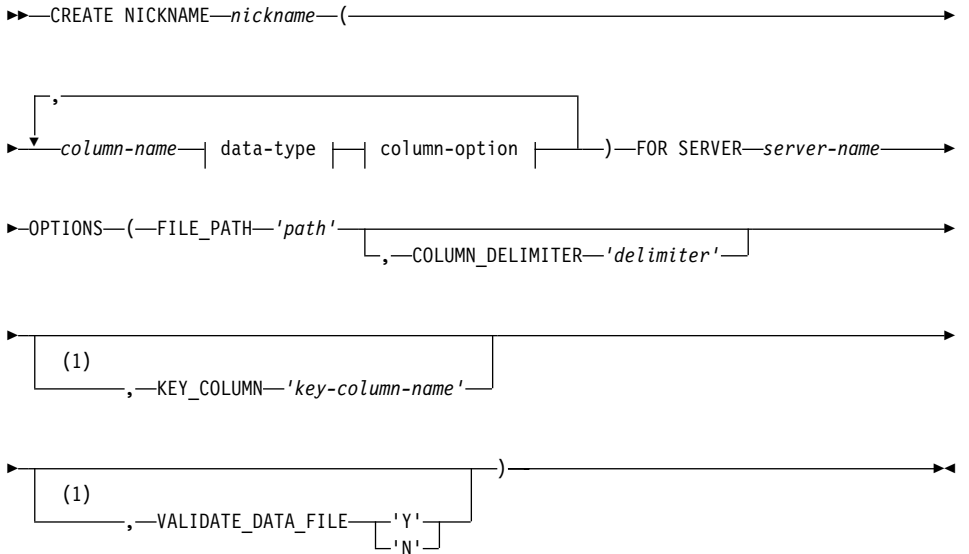 CREATE NICKNAME nickname (
,
column-name data-type column-option ) FOR SERVER server-name
OPTIONS ( FILE_PATH 'path'
, COLUMN_DELIMITER 'delimiter'
(1)
, KEY_COLUMN 'key-column-name'
)
(1)
, VALIDATE_DATA_FILE 'Y'
'N'